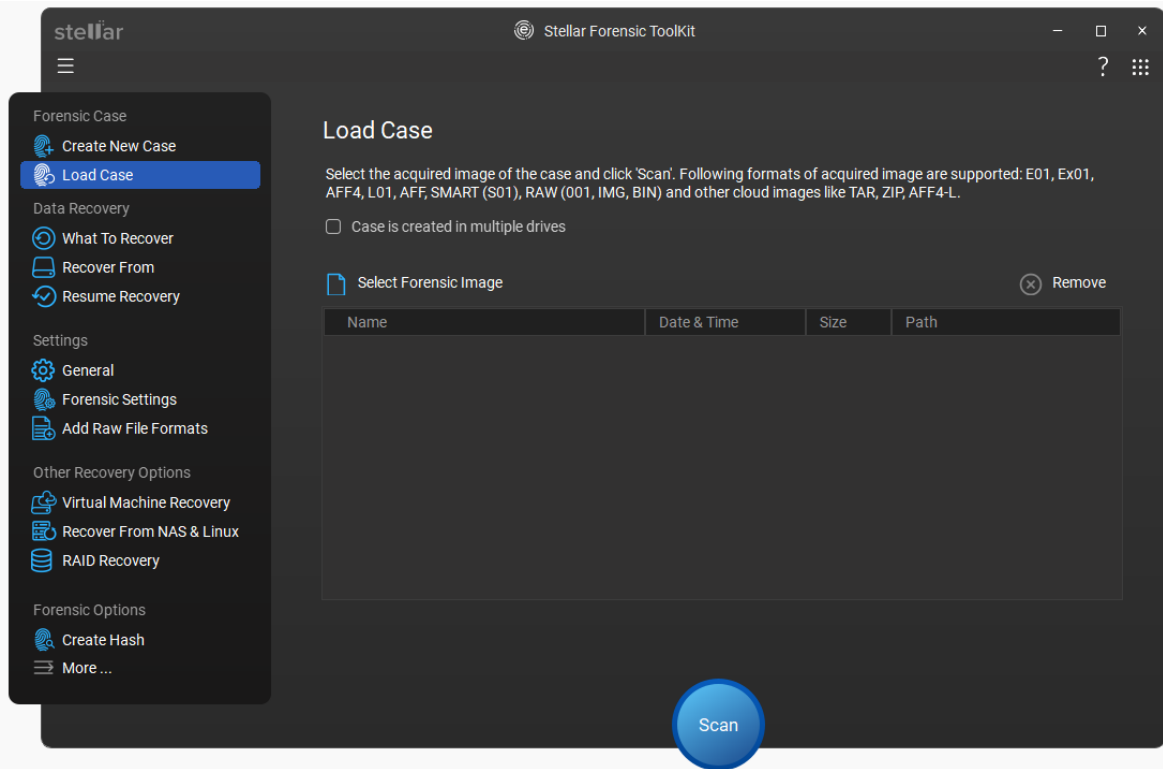 stellar
Stellar Forensic ToolKit
?
Forensic Case
Create New Case
Load Case
Data Recovery
What To Recover
Recover From
Resume Recovery
Settings
General
Forensic Settings
Add Raw File Formats
Other Recovery Options
Virtual Machine Recovery
Recover From NAS & Linux
RAID Recovery
Forensic Options
Create Hash
More ...
Load Case
Select the acquired image of the case and click 'Scan'. Following formats of acquired image are supported: E01, Ex01,
AFF4, L01, AFF, SMART (S01), RAW (001, IMG, BIN) and other cloud images like TAR, ZIP, AFF4-L.
Case is created in multiple drives
Select Forensic Image
Remove
Name Date & Time Size Path
Scan